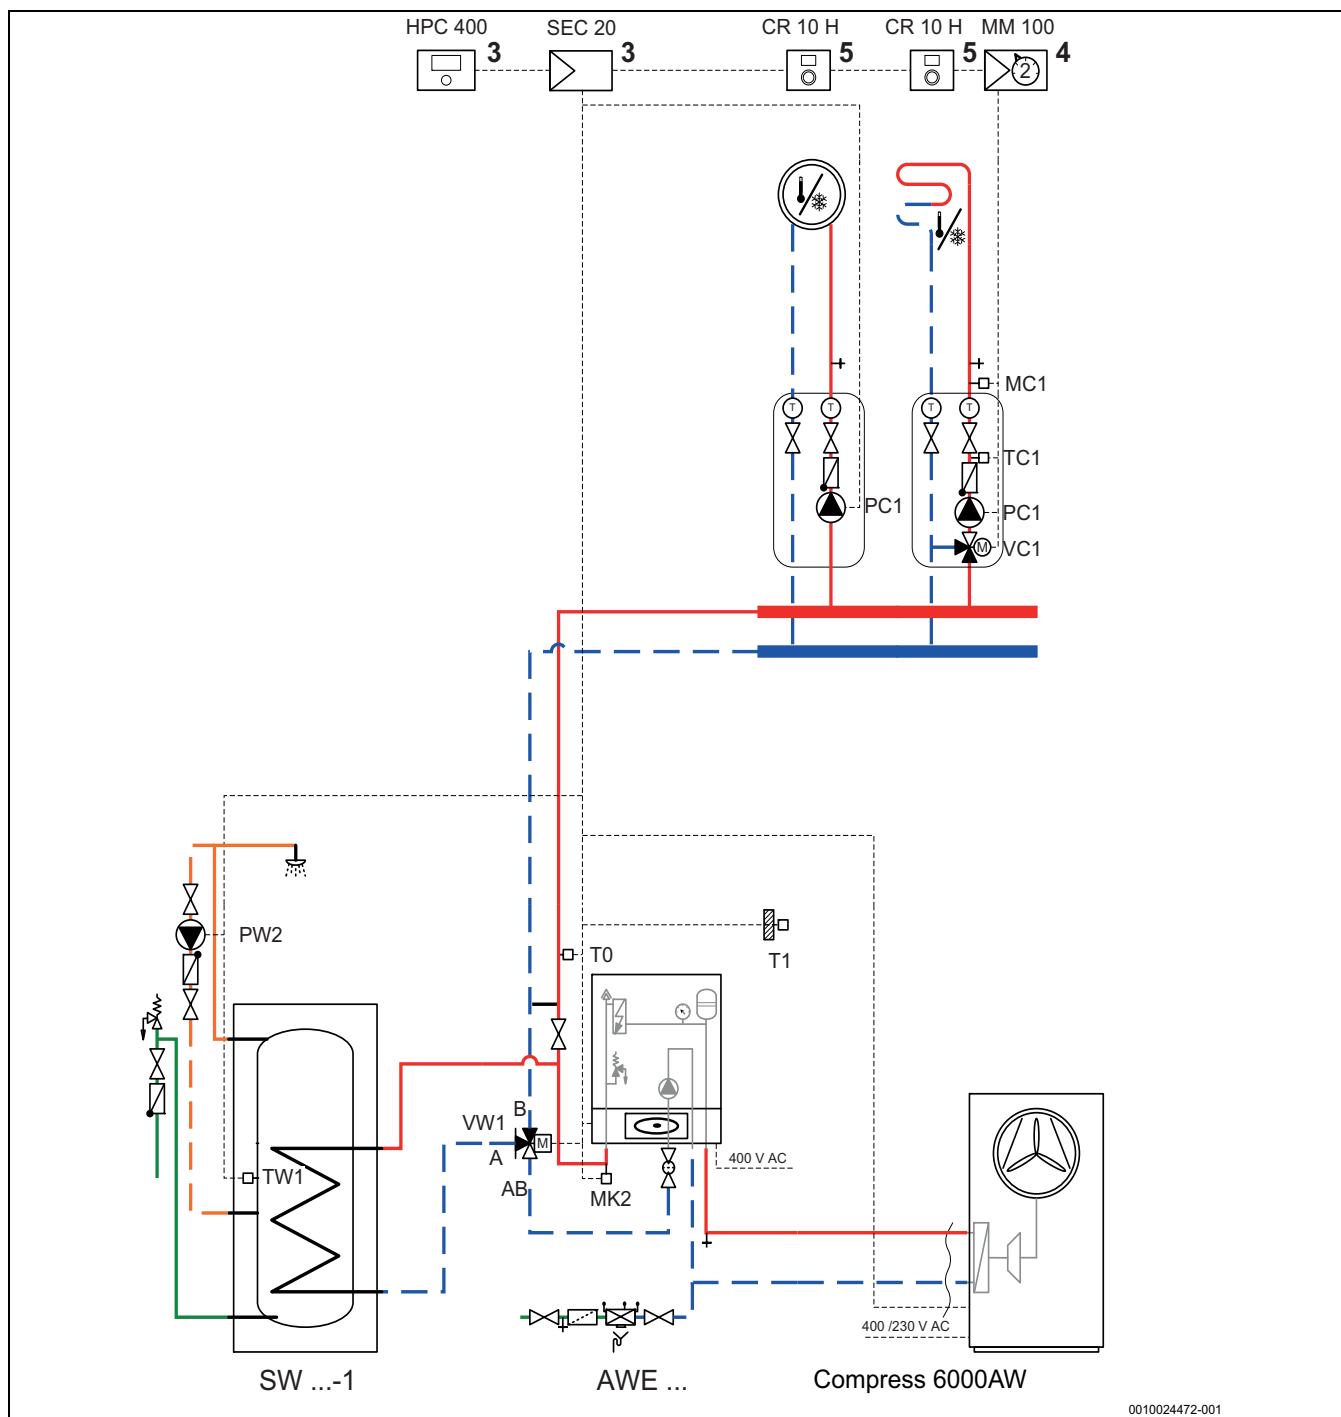 HPC 400 SEC 20 CR 10 H CR 10 H MM 100
3 3 5 5 2 4
MC1
T T T T
TC1
PC1 PC1
M VC1
PW2
T0 T1
B
VW1
M
A
400 V AC
TW1 AB MK2
400 /230 V AC
SW ...-1 AWE ... Compress 6000AW
0010024472-001